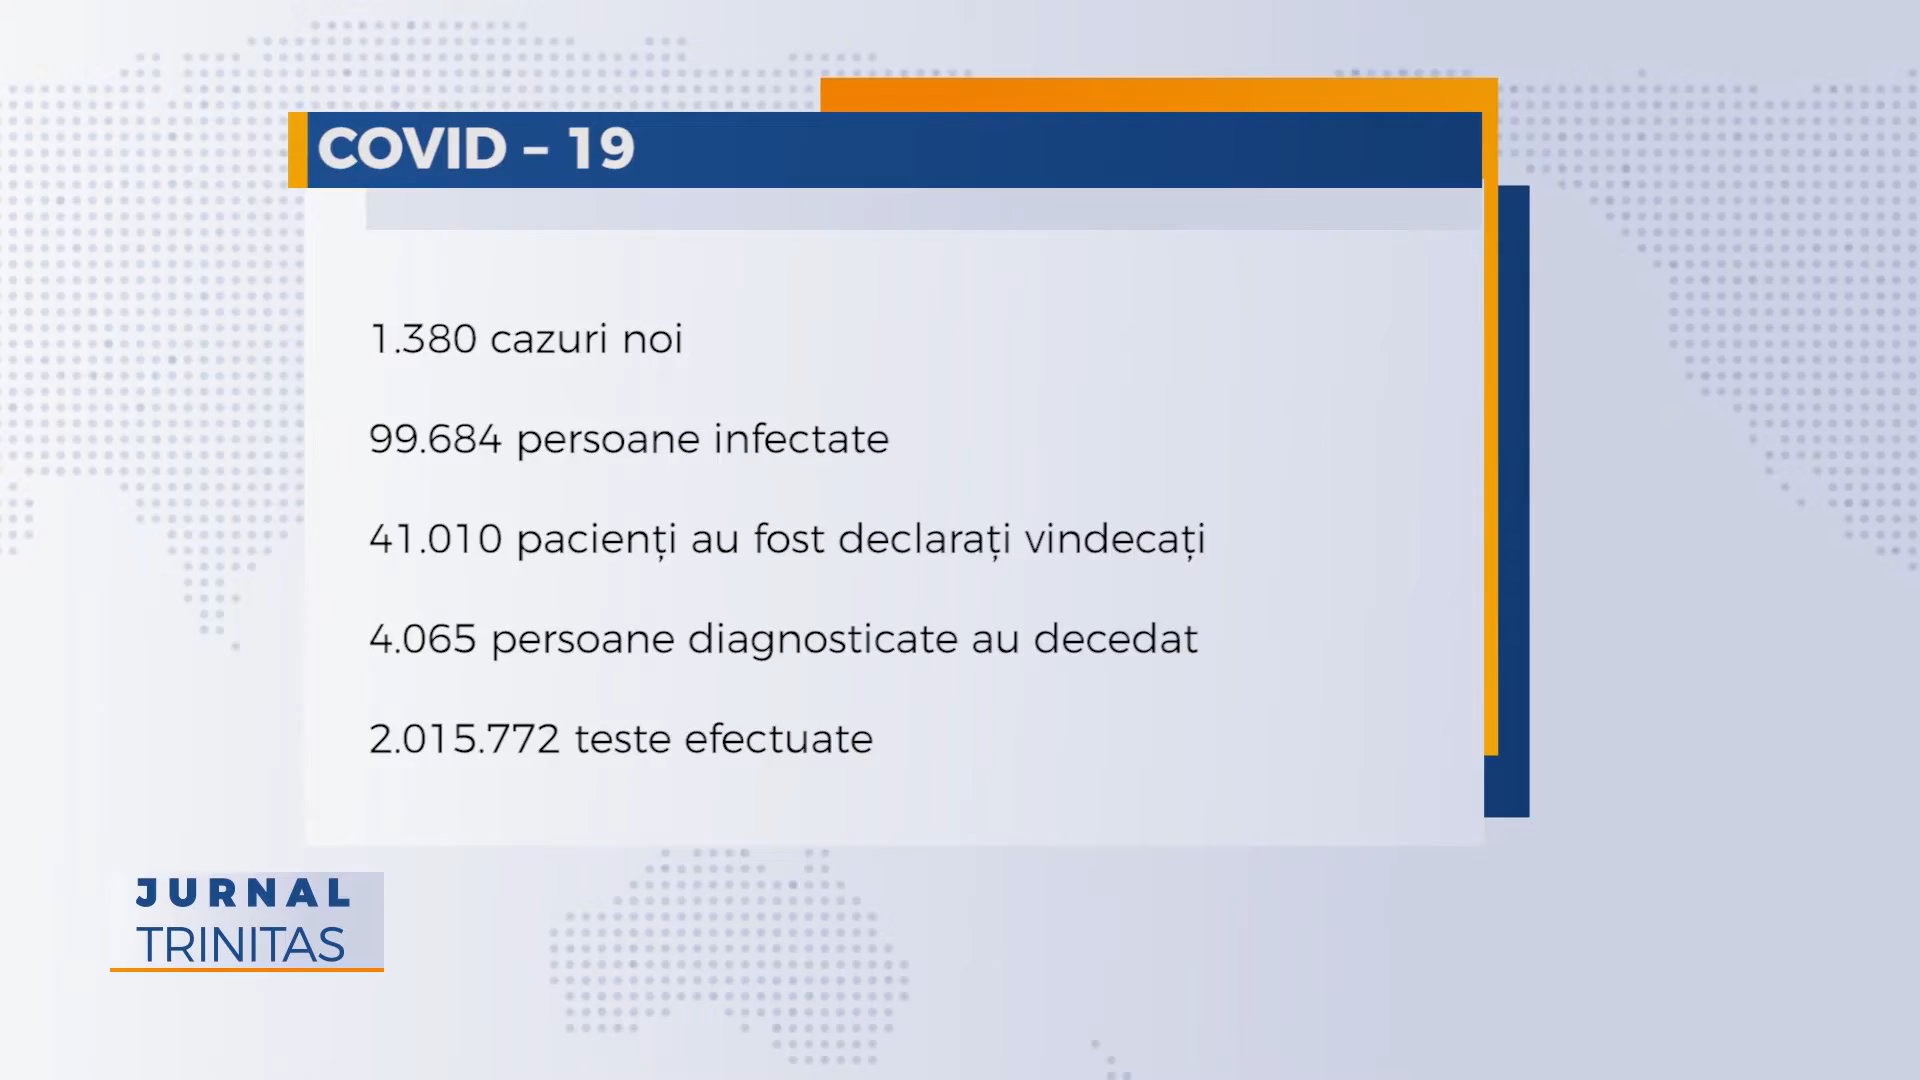 COVID – 19
1.380 cazuri noi
99.684 persoane infectate
41.010 pacienți au fost declarați vindecați
4.065 persoane diagnosticate au decedat
2.015.772 teste efectuate
JURNAL
TRINITAS